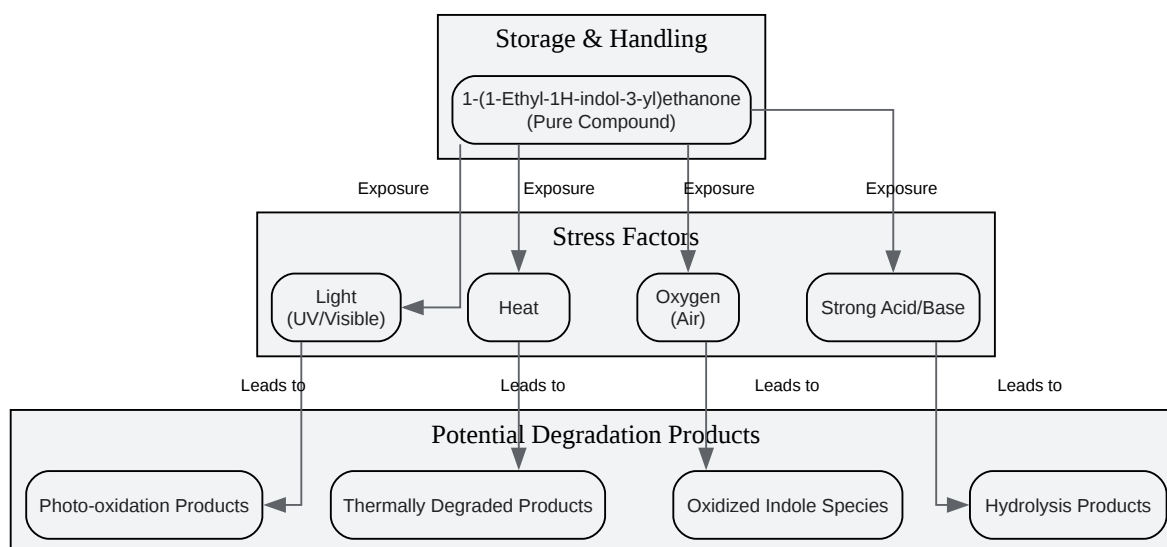 Storage & Handling
1-(1-Ethyl-1H-indol-3-yl)ethanone
(Pure Compound)
Exposure
Exposure
Exposure
Exposure
Stress Factors
Light
(UV/Visible)
Heat
Oxygen
(Air)
Strong Acid/Base
Leads to
Leads to
Leads to
Leads to
Potential Degradation Products
Photo-oxidation Products
Thermally Degraded Products
Oxidized Indole Species
Hydrolysis Products